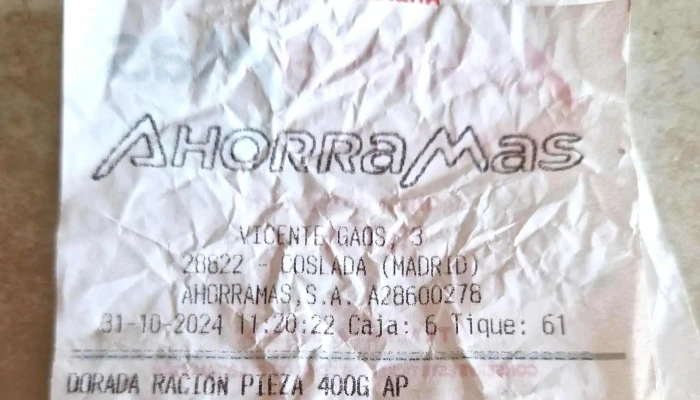 AHORRAMAS
VICENTE GAOS, 3
28822 - COSLADA (MADRID)
AHORRAMAS,S.A. A28600278
31-10-2024 11:20:22 Caja: 6 Tique: 61
DORADA RACIÓN PIEZA 400G AP